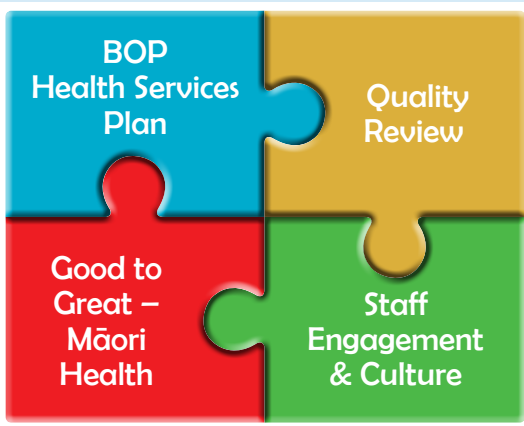 BOP
Health Services
Plan
Quality
Review
Good to
Great –
Māori
Health
Staff
Engagement
& Culture